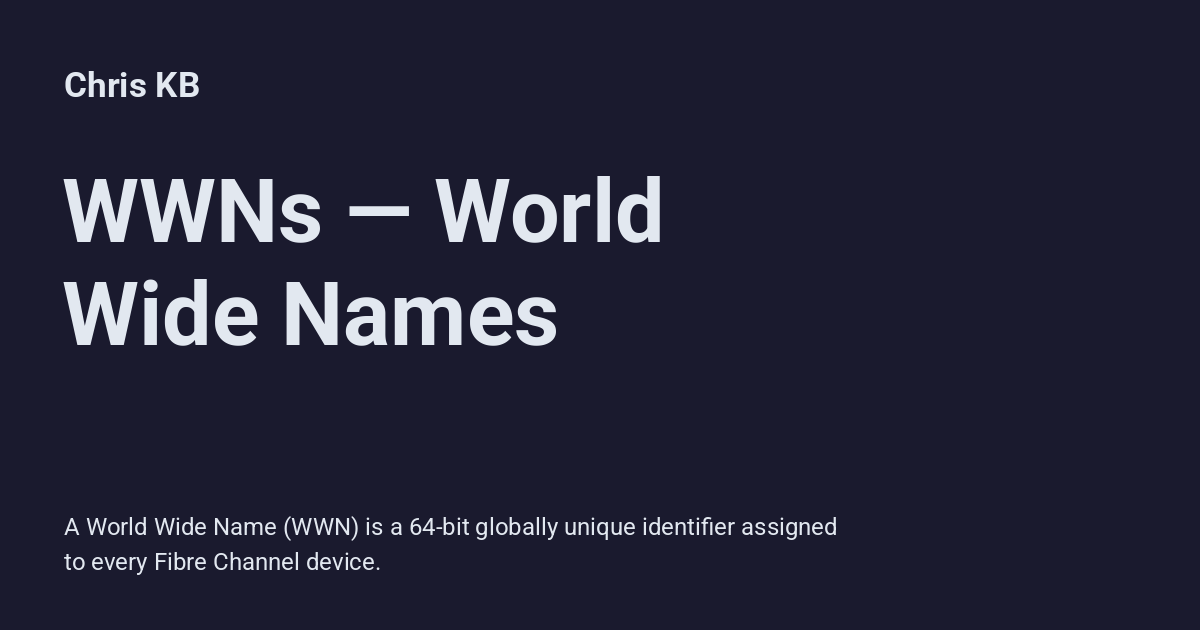 Chris KB
WWNs — World
Wide Names
A World Wide Name (WWN) is a 64-bit globally unique identifier assigned
to every Fibre Channel device.